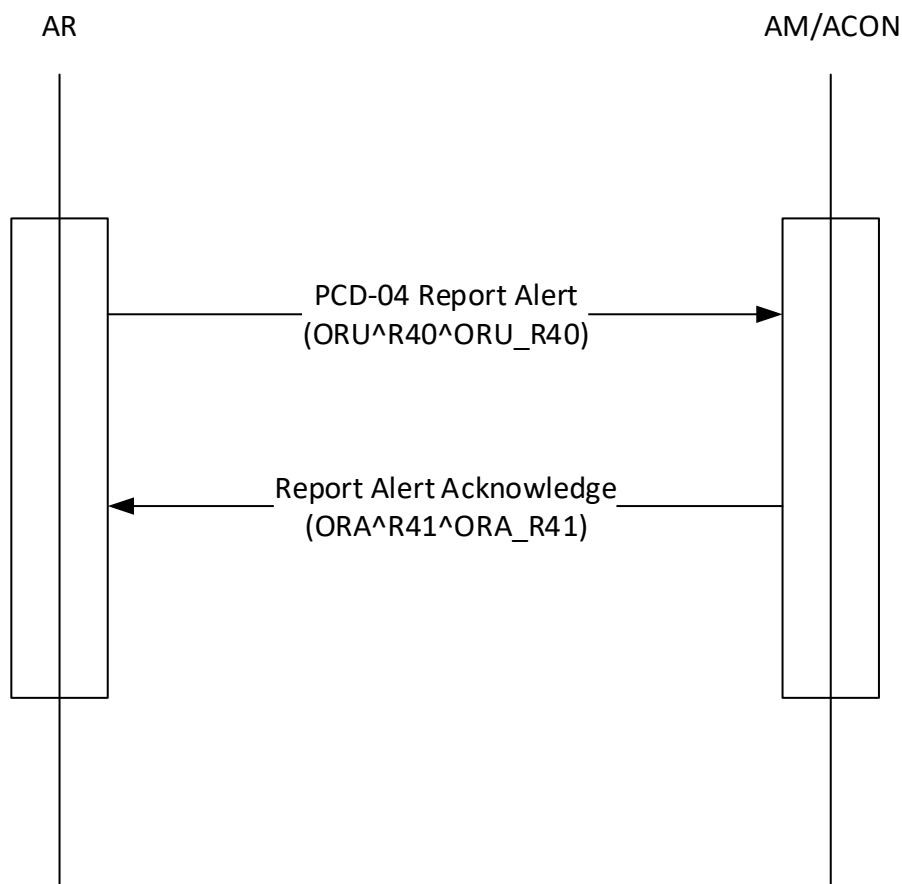 AR
AM/ACON
PCD-04 Report Alert
(ORU^R40^ORU_R40)
Report Alert Acknowledge
(ORA^R41^ORA_R41)